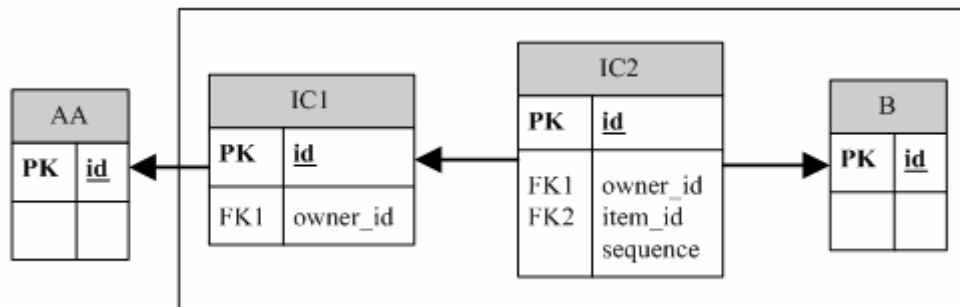 AA
PK id
IC1
PK id
FK1 owner_id
IC2
PK id
FK1 owner_id
FK2 item_id
sequence
B
PK id